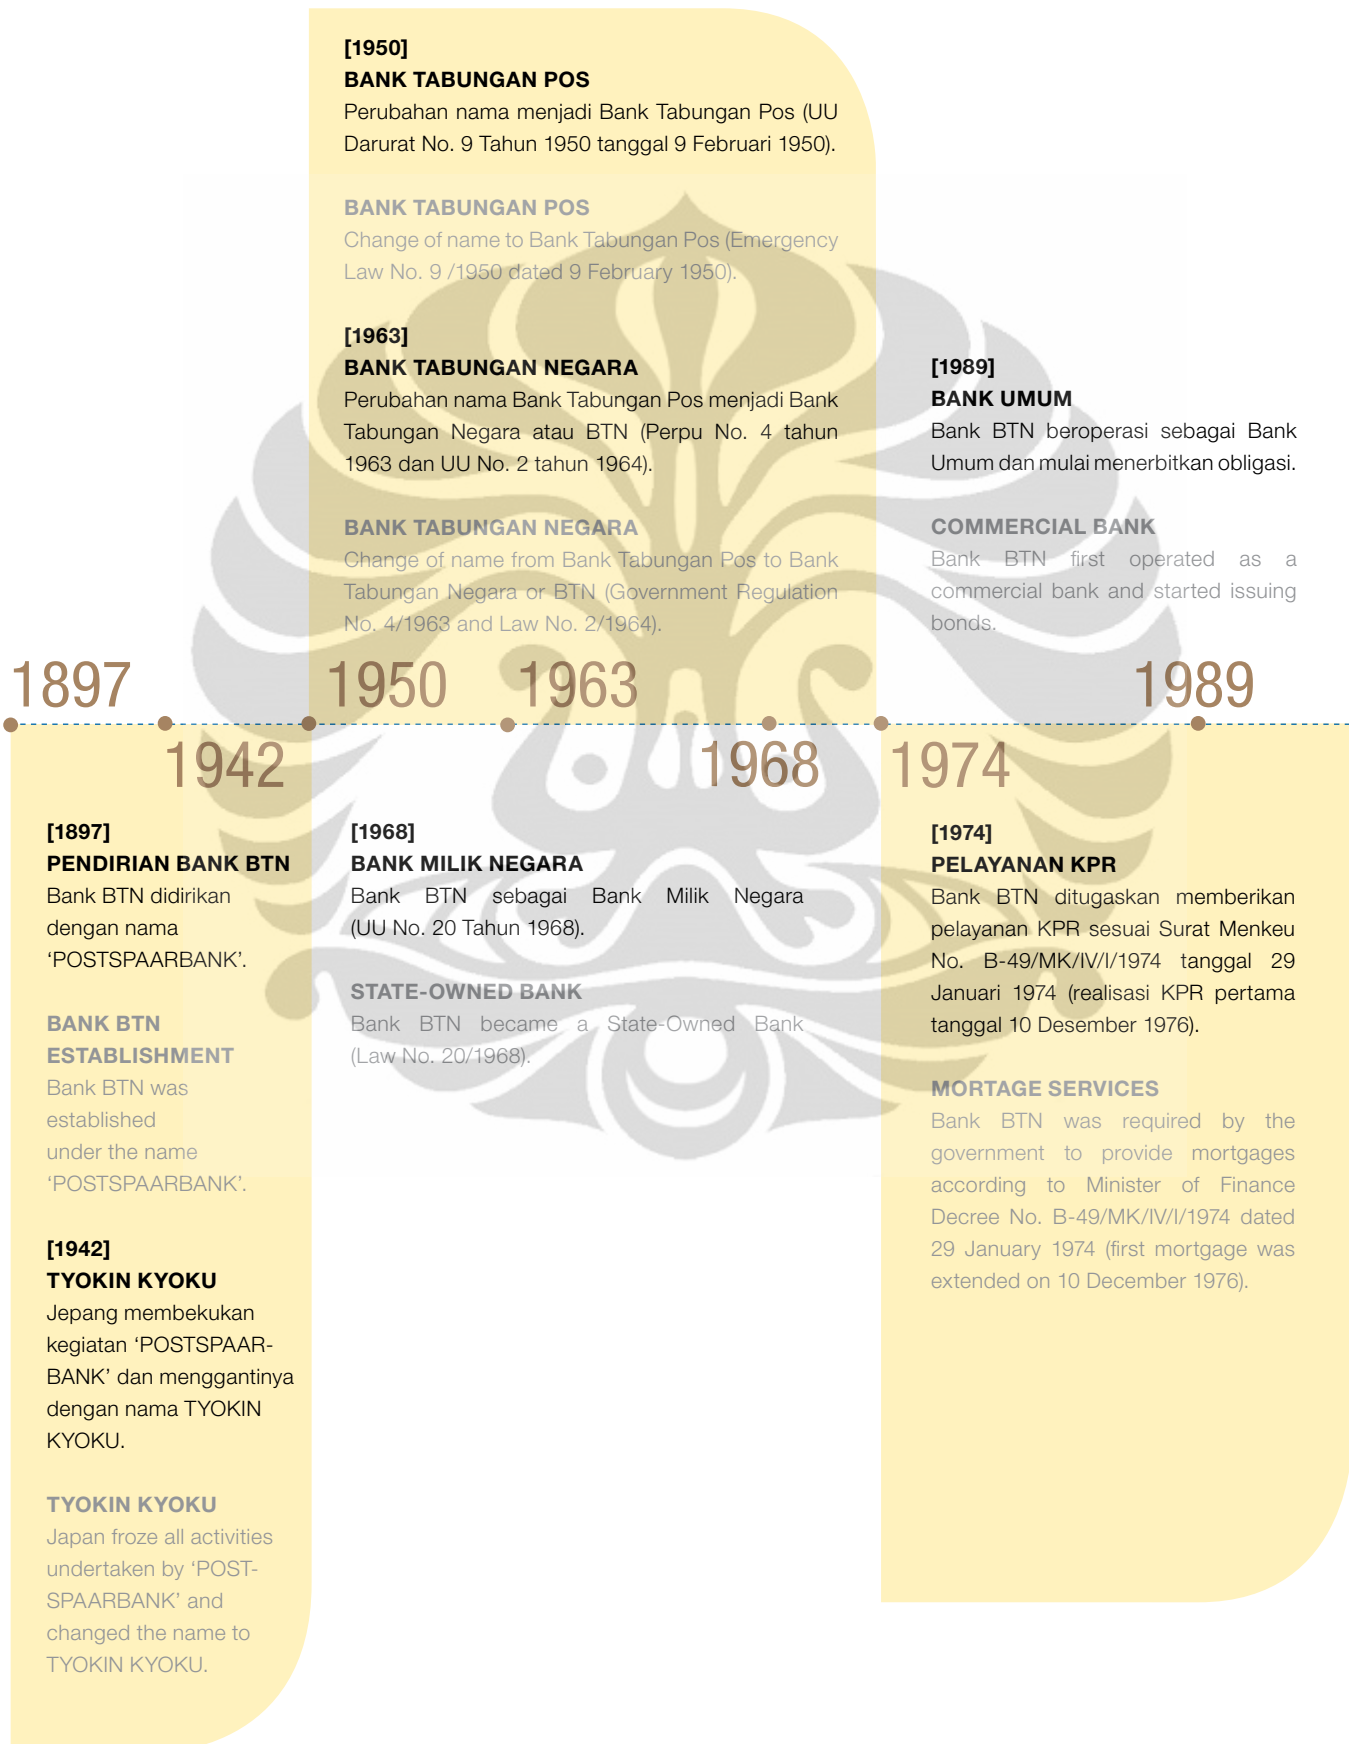 [1950]
BANK TABUNGAN POS
Perubahan nama menjadi Bank Tabungan Pos (UU
Darurat No. 9 Tahun 1950 tanggal 9 Februari 1950).
BANK TABUNGAN POS
Change of name to Bank Tabungan Pos (Emergency
Law No. 9 /1950 dated 9 February 1950).
[1963]
BANK TABUNGAN NEGARA
Perubahan nama Bank Tabungan Pos menjadi Bank
Tabungan Negara atau BTN (Perpu No. 4 tahun
1963 dan UU No. 2 tahun 1964).
BANK TABUNGAN NEGARA
Change of name from Bank Tabungan Pos to Bank
Tabungan Negara or BTN (Government Regulation
No. 4/1963 and Law No. 2/1964).
[1989]
BANK UMUM
Bank BTN beroperasi sebagai Bank
Umum dan mulai menerbitkan obligasi.
COMMERCIAL BANK
Bank BTN first operated as a
commercial bank and started issuing
bonds.
1897
1950
1963
1989
1942
1968
1974
[1897]
PENDIRIAN BANK BTN
Bank BTN didirikan
dengan nama
‘POSTSPAARBANK’.
BANK BTN
ESTABLISHMENT
Bank BTN was
established
under the name
‘POSTSPAARBANK’.
[1942]
TYOKIN KYOKU
Jepang membekukan
kegiatan ‘POSTSPAAR-
BANK’ dan menggantinya
dengan nama TYOKIN
KYOKU.
TYOKIN KYOKU
Japan froze all activities
undertaken by ‘POST-
SPAARBANK’ and
changed the name to
TYOKIN KYOKU.
[1968]
BANK MILIK NEGARA
Bank BTN sebagai Bank Milik Negara
(UU No. 20 Tahun 1968).
STATE-OWNED BANK
Bank BTN became a State-Owned Bank
(Law No. 20/1968).
[1974]
PELAYANAN KPR
Bank BTN ditugaskan memberikan
pelayanan KPR sesuai Surat Menkeu
No. B-49/MK/IV/I/1974 tanggal 29
Januari 1974 (realisasi KPR pertama
tanggal 10 Desember 1976).
MORTAGE SERVICES
Bank BTN was required by the
government to provide mortgages
according to Minister of Finance
Decree No. B-49/MK/IV/I/1974 dated
29 January 1974 (first mortgage was
extended on 10 December 1976).